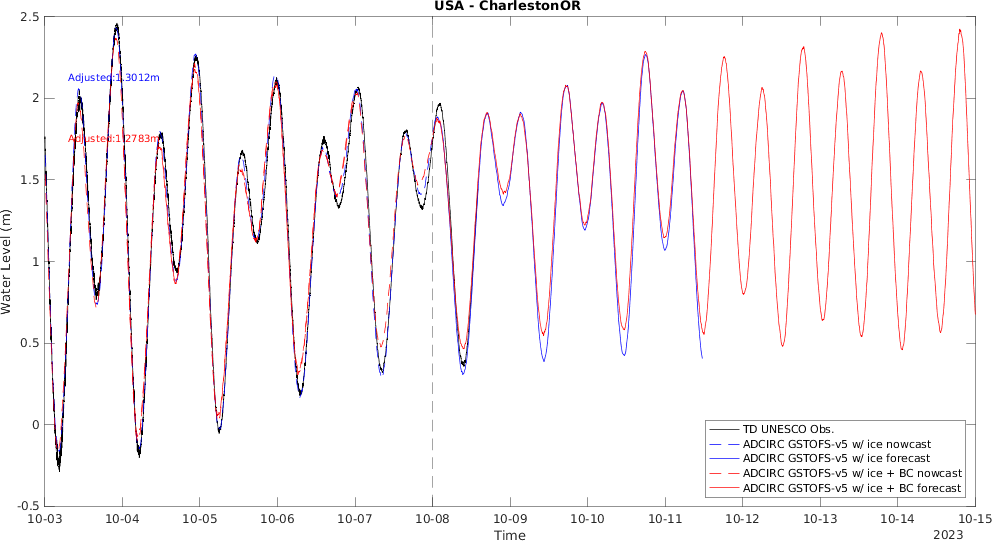 USA - CharlestonOR
2.5
2
1.5
1
0.5
0
-0.5
Water Level (m)
Adjusted:1.3012m
Adjusted:1.2783m
TD UNESCO Obs.
ADCIRC GSTOFS-v5 w/ ice nowcast
ADCIRC GSTOFS-v5 w/ ice forecast
ADCIRC GSTOFS-v5 w/ ice + BC nowcast
ADCIRC GSTOFS-v5 w/ ice + BC forecast
10-03 10-04 10-05 10-06 10-07 10-08 10-09 10-10 10-11 10-12 10-13 10-14 10-15
Time
2023